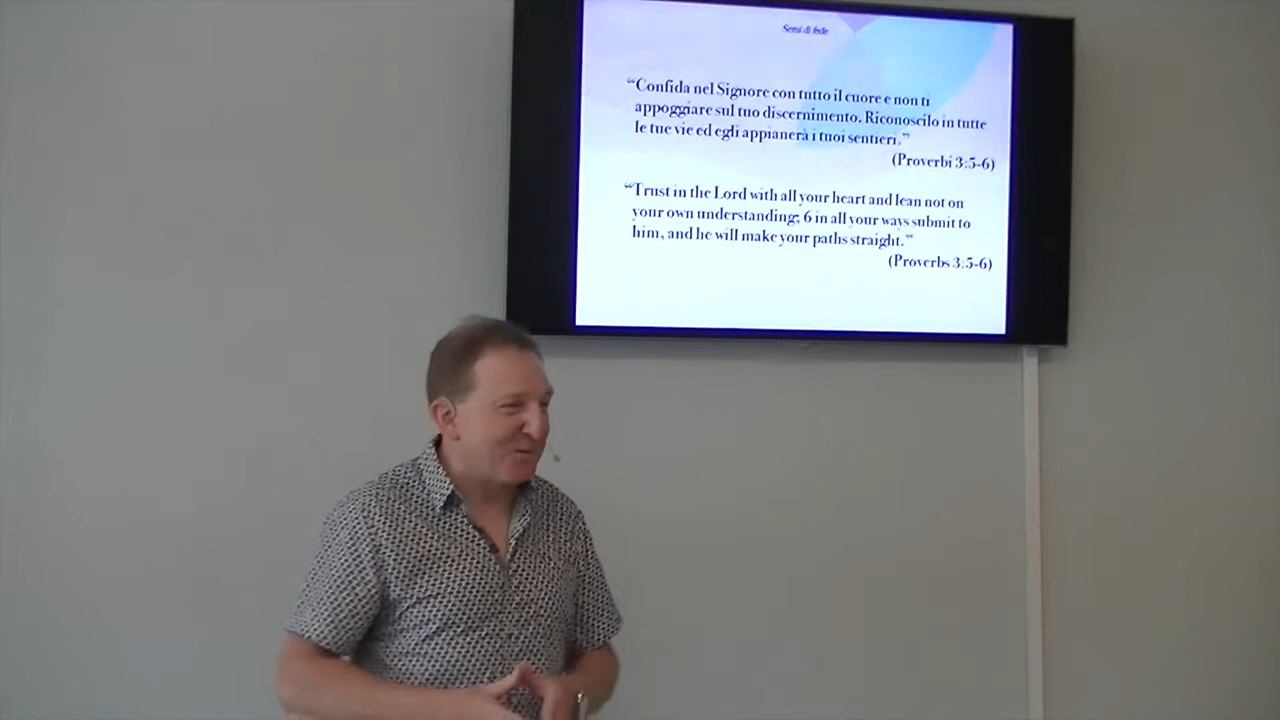 Semi di fede
“Confida nel Signore con tutto il cuore e non ti
appoggiare sul tuo discernimento. Riconoscilo in tutte
le tue vie ed egli appianerà i tuoi sentieri.”
(Proverbi 3:5-6)
“Trust in the Lord with all your heart and lean not on
your own understanding; 6 in all your ways submit to
him, and he will make your paths straight.”
(Proverbs 3:5-6)